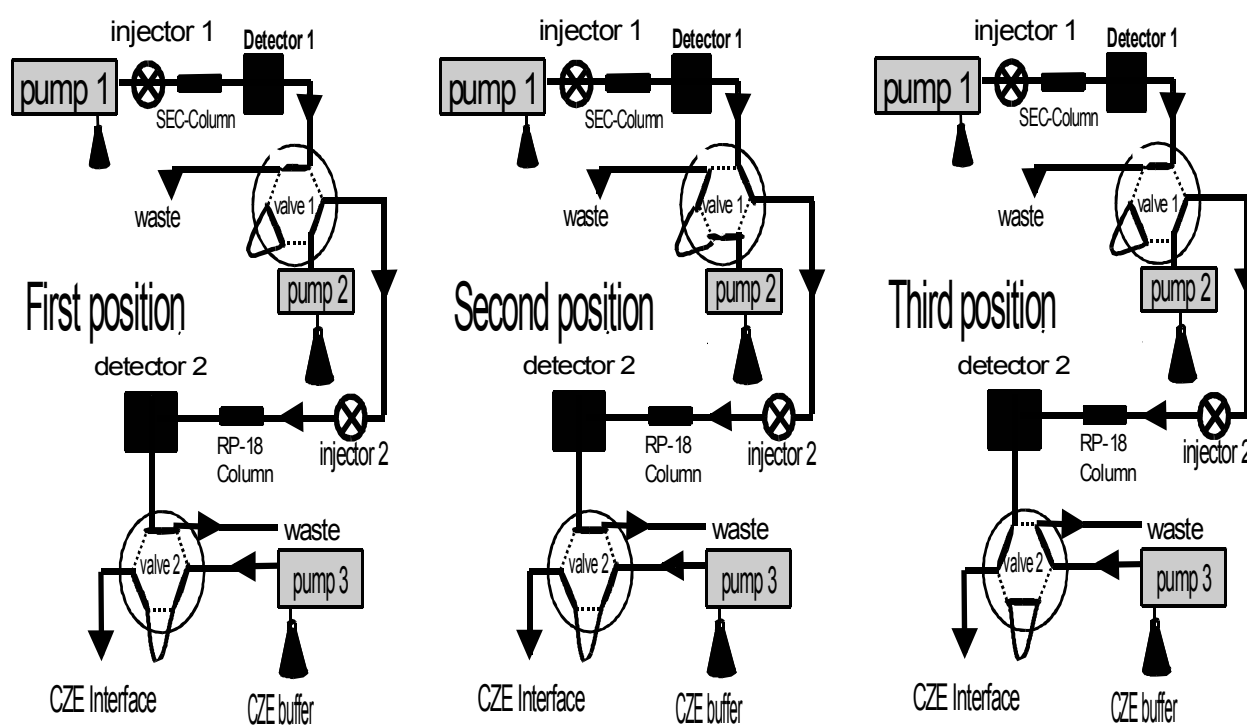 injector 1
Detector 1
pump 1
SEC-Column
waste
valve 1
pump 2
First position
detector 2
RP-18
Column
injector 2
waste
valve 2
pump 3
CZE Interface
CZE buffer
injector 1
Detector 1
pump 1
SEC-Column
waste
valve 1
pump 2
Second position
detector 2
RP-18
Column
injector 2
waste
valve 2
pump 3
CZE Interface
CZE buffer
injector 1
Detector 1
pump 1
SEC-Column
waste
valve 1
pump 2
Third position
detector 2
RP-18
Column
injector 2
waste
valve 2
pump 3
CZE Interface
CZE buffer